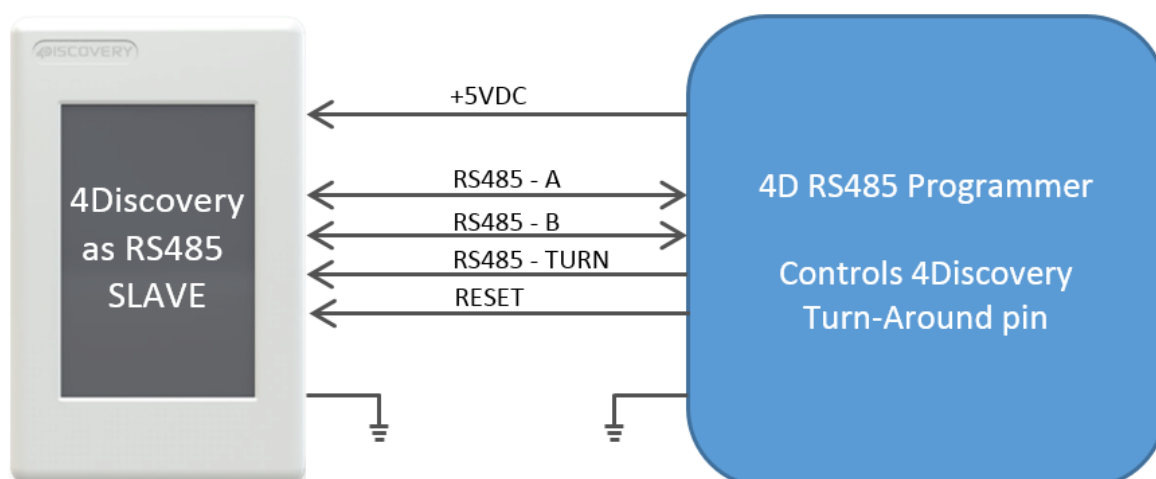 4DISCOVERY
+5VDC
RS485 - A
RS485 - B
RS485 - TURN
RESET
4Discovery
as RS485
SLAVE
4D RS485 Programmer
Controls 4Discovery
Turn-Around pin